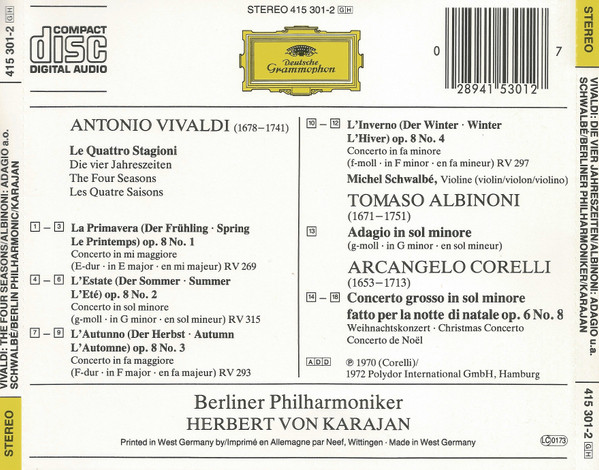 STEREO 415 301-2 GH
COMPACT
disc
DIGITAL AUDIO
Deutsche
Grammophon
0 28941 53012 7
ANTONIO VIVALDI (1678–1741)
Le Quattro Stagioni
Die vier Jahreszeiten
The Four Seasons
Les Quatre Saisons
1 – 3 La Primavera (Der Frühling · Spring
Le Printemps) op. 8 No. 1
Concerto in mi maggiore
(E-dur · in E major · en mi majeur) RV 269
4 – 6 L'Estate (Der Sommer · Summer
L'Eté) op. 8 No. 2
Concerto in sol minore
(g-moll · in G minor · en sol mineur) RV 315
7 – 9 L'Autunno (Der Herbst · Autumn
L'Automne) op. 8 No. 3
Concerto in fa maggiore
(F-dur · in F major · en fa majeur) RV 293
10 – 12 L'Inverno (Der Winter · Winter
L'Hiver) op. 8 No. 4
Concerto in fa minore
(f-moll · in F minor · en fa mineur) RV 297
Michel Schwalbé, Violine (violin/violon/violino)
TOMASO ALBINONI
(1671–1751)
13 Adagio in sol minore
(g-moll · in G minor · en sol mineur)
ARCANGELO CORELLI
(1653–1713)
14 – 18 Concerto grosso in sol minore
fatto per la notte di natale op. 6 No. 8
Weihnachtskonzert · Christmas Concerto
Concerto de Noël
ADD ℗ 1970 (Corelli)/
1972 Polydor International GmbH, Hamburg
Berliner Philharmoniker
HERBERT VON KARAJAN
Printed in West Germany by/Imprimé en Allemagne par Neef, Wittingen · Made in West Germany
LC 0173
415 301-2 GH
VIVALDI: THE FOUR SEASONS/ALBINONI: ADAGIO a.o.
SCHWALBÉ/BERLIN PHILHARMONIC/KARAJAN
STEREO
STEREO
VIVALDI: DIE VIER JAHRESZEITEN/ALBINONI: ADAGIO u.a.
SCHWALBÉ/BERLINER PHILHARMONIKER/KARAJAN
415 301-2 GH